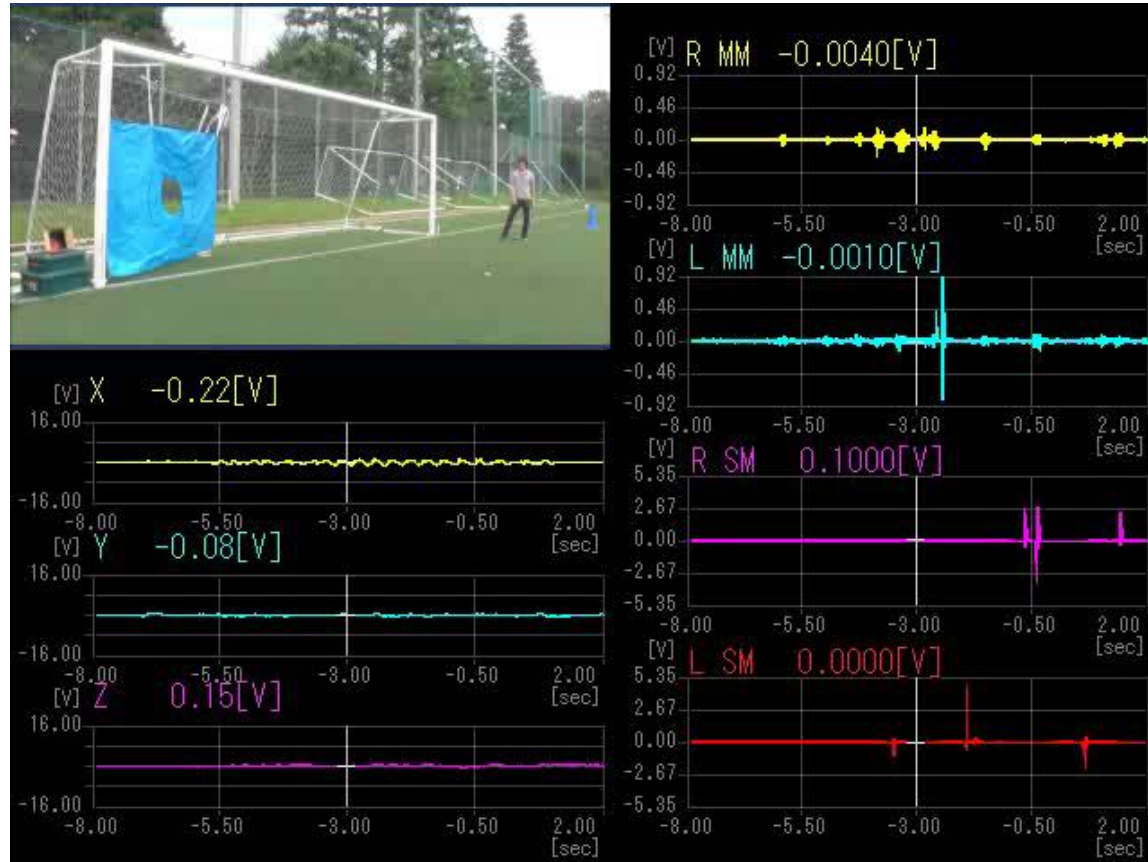 [V] X -0.22[V]
16.00
-16.00
-8.00 -5.50 -3.00 -0.50 2.00
[sec]
[V] Y -0.08[V]
16.00
-16.00
-8.00 -5.50 -3.00 -0.50 2.00
[sec]
[V] Z 0.15[V]
16.00
-16.00
-8.00 -5.50 -3.00 -0.50 2.00
[sec]
[V] R MM -0.0040[V]
0.92
0.46
0.00
-0.46
-0.92
-8.00 -5.50 -3.00 -0.50 2.00
[sec]
[V] L MM -0.0010[V]
0.92
0.46
0.00
-0.46
-0.92
-8.00 -5.50 -3.00 -0.50 2.00
[sec]
[V] R SM 0.1000[V]
5.35
2.67
0.00
-2.67
-5.35
-8.00 -5.50 -3.00 -0.50 2.00
[sec]
[V] L SM 0.0000[V]
5.35
2.67
0.00
-2.67
-5.35
-8.00 -5.50 -3.00 -0.50 2.00
[sec]